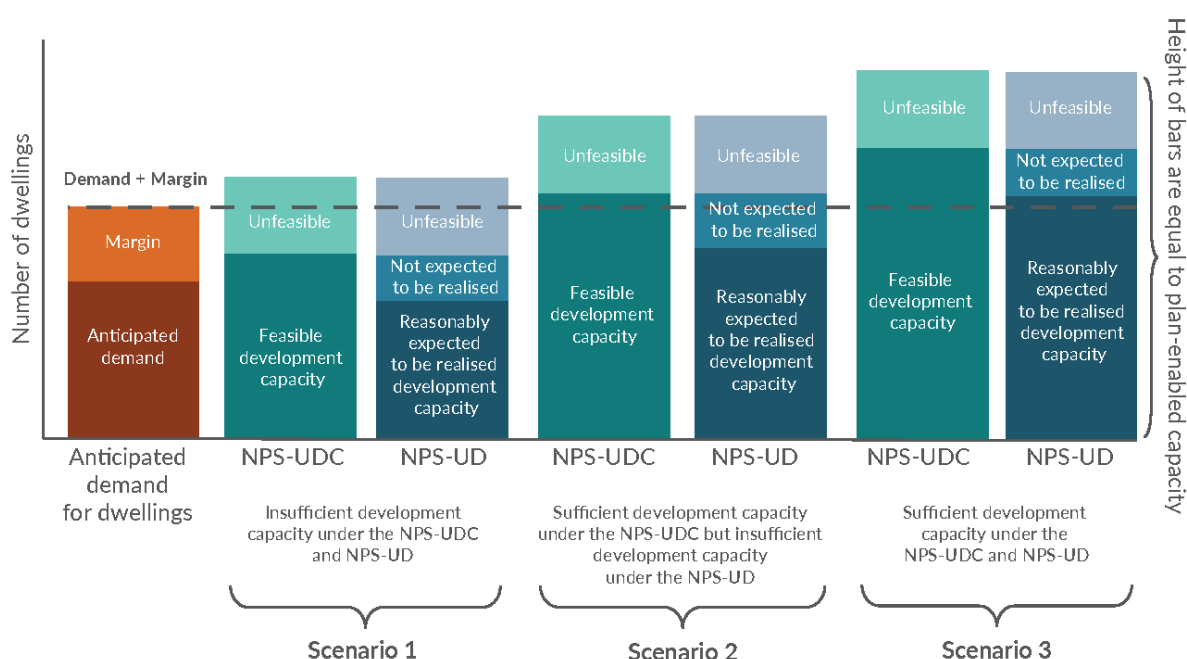 Number of dwellings
Demand + Margin
Margin
Anticipated
demand
Unfeasible
Feasible
development
capacity
Unfeasible
Not expected
to be realised
Reasonably
expected
to be realised
development
capacity
Unfeasible
Feasible
development
capacity
Unfeasible
Not expected
to be realised
Reasonably
expected
to be realised
development
capacity
Unfeasible
Feasible
development
capacity
Unfeasible
Not expected
to be realised
Reasonably
expected
to be realised
development
capacity
Height of bars are equal to plan-enabled capacity
Anticipated
demand
for dwellings
NPS-UDC
NPS-UD
NPS-UDC
NPS-UD
NPS-UDC
NPS-UD
Insufficient development
capacity under the NPS-UDC
and NPS-UD
Sufficient development capacity
under the NPS-UDC but insufficient
development capacity
under the NPS-UD
Sufficient development
capacity under the
NPS-UDC and NPS-UD
Scenario 1
Scenario 2
Scenario 3